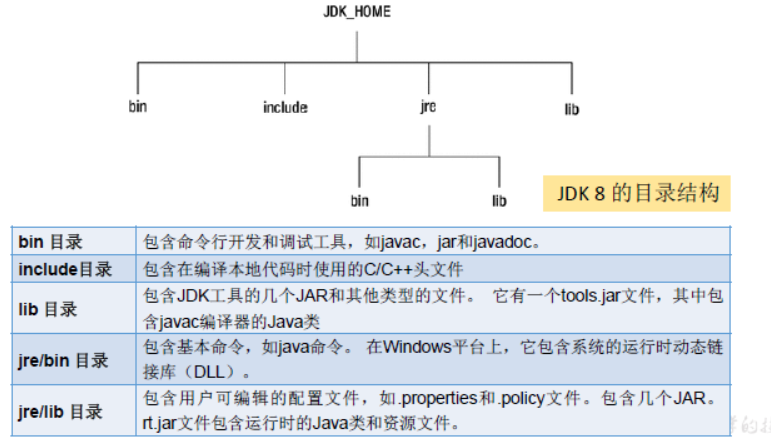 JDK_HOME
bin
include
jre
lib
bin
lib
JDK 8 的目录结构
bin 目录
包含命令行开发和调试工具，如javac，jar和javadoc。
include目录
包含在编译本地代码时使用的C/C++头文件
lib 目录
包含JDK工具的几个JAR和其他类型的文件。 它有一个tools.jar文件，其中包
含javac编译器的Java类
jre/bin 目录
包含基本命令，如java命令。 在Windows平台上，它包含系统的运行时动态链
接库（DLL）。
jre/lib 目录
包含用户可编辑的配置文件，如.properties和.policy文件。包含几个JAR。
rt.jar文件包含运行时的Java类和资源文件。